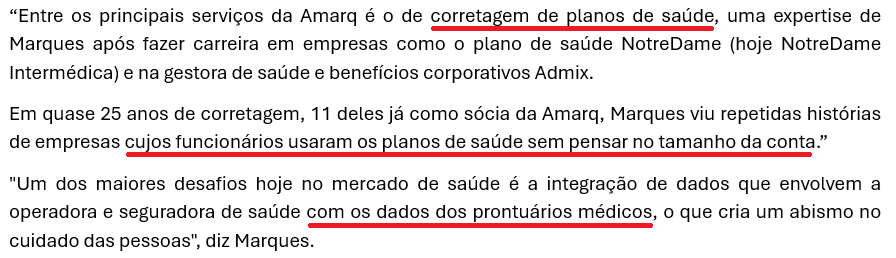 “Entre os principais serviços da Amarq é o de corretagem de planos de saúde, uma expertise de
Marques após fazer carreira em empresas como o plano de saúde NotreDame (hoje NotreDame
Intermédica) e na gestora de saúde e benefícios corporativos Admix.
Em quase 25 anos de corretagem, 11 deles já como sócia da Amarq, Marques viu repetidas histórias
de empresas cujos funcionários usaram os planos de saúde sem pensar no tamanho da conta.”
"Um dos maiores desafios hoje no mercado de saúde é a integração de dados que envolvem a
operadora e seguradora de saúde com os dados dos prontuários médicos, o que cria um abismo no
cuidado das pessoas", diz Marques.